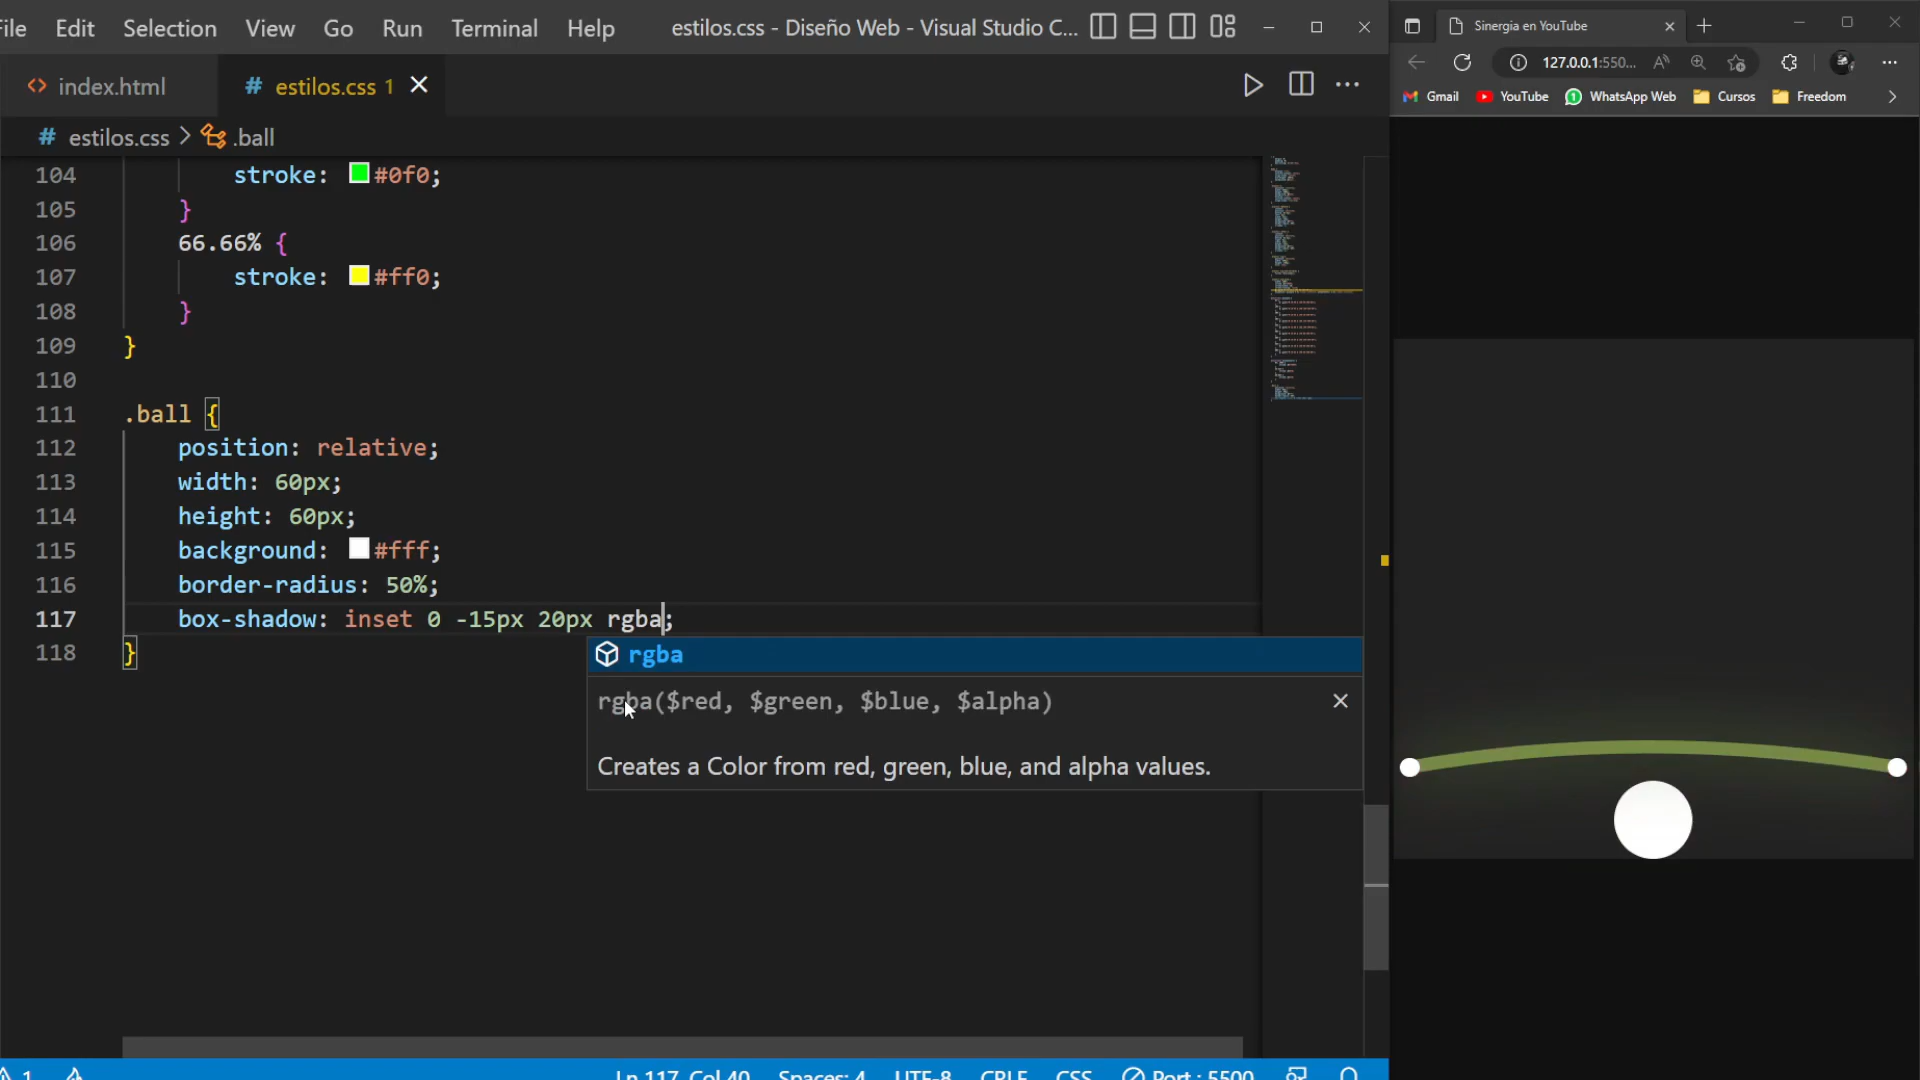 File Edit Selection View Go Run Terminal Help estilos.css - Diseño Web - Visual Studio C...
index.html estilos.css 1
# estilos.css > .ball
104 stroke: #0f0;
105 }
106 66.66% {
107 stroke: #ff0;
108 }
109 }
110
111 .ball {
112 position: relative;
113 width: 60px;
114 height: 60px;
115 background: #fff;
116 border-radius: 50%;
117 box-shadow: inset 0 -15px 20px rgba;
118 }
rgba
rgba($red, $green, $blue, $alpha)
Creates a Color from red, green, blue, and alpha values.
1 Ln 117, Col 40 Spaces: 4 UTF-8 CRLF CSS Port : 5500
Sinergia en YouTube
127.0.0.1:550...
Gmail YouTube WhatsApp Web Cursos Freedom